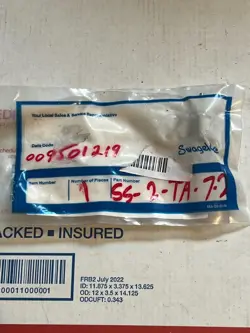 Your Local Sales & Service Representative
Date Code
009501219
Swagelok
Item Number
Number of Pieces
Part Number
1
SS-2-TA-7-2
ACKED ■ INSURED
FRB2 July 2022
ID: 11.875 x 3.375 x 13.625
OD: 12 x 3.5 x 14.125
ODCUFT: 0.343
00011000001